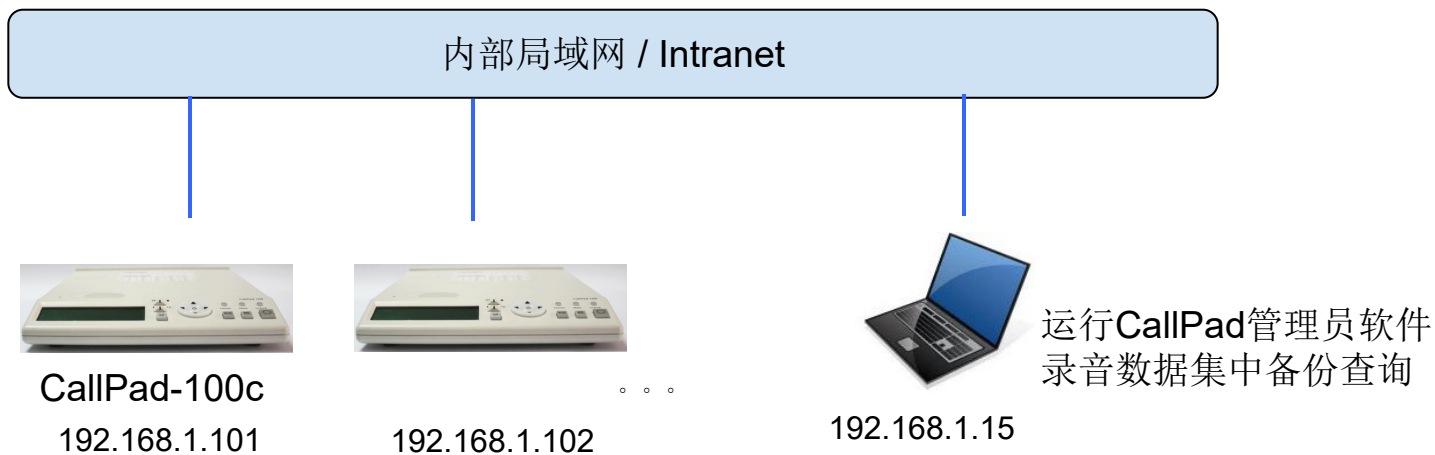 内部局域网 / Intranet
CallPad-100c
。。。
运行CallPad管理员软件
录音数据集中备份查询
192.168.1.101
192.168.1.102
192.168.1.15